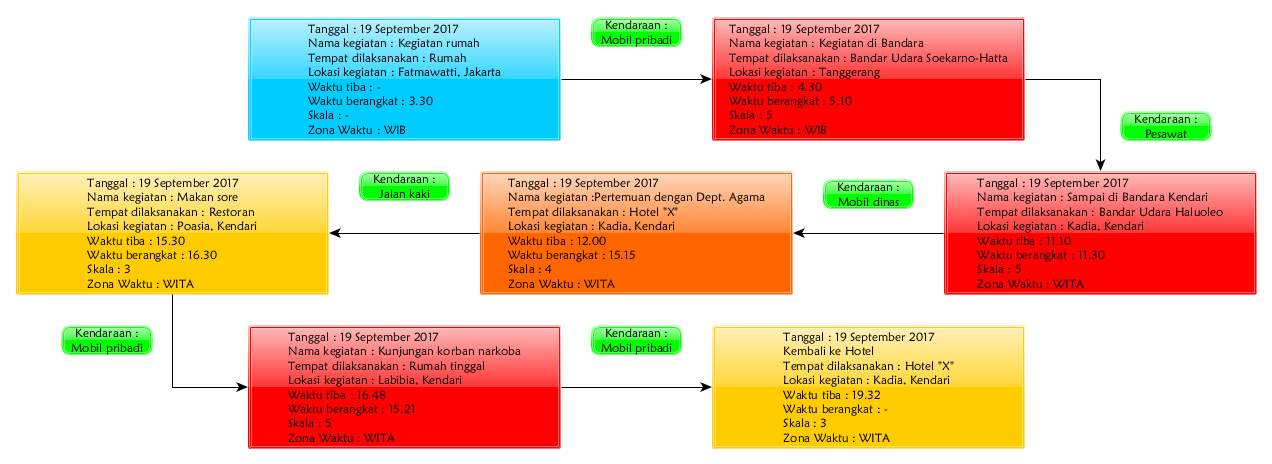 Tanggal : 19 September 2017
Nama kegiatan : Kegiatan rumah
Tempat dilaksanakan : Rumah
Lokasi kegiatan : Fatmawatti, Jakarta
Waktu tiba : -
Waktu berangkat : 3.30
Skala : -
Zona Waktu : WIB
Kendaraan :
Mobil pribadi
Tanggal : 19 September 2017
Nama kegiatan : Kegiatan di Bandara
Tempat dilaksanakan : Bandar Udara Soekarno-Hatta
Lokasi kegiatan : Tanggerang
Waktu tiba : 4.30
Waktu berangkat : 5.10
Skala : 5
Zona Waktu : WIB
Kendaraan :
Pesawat
Tanggal : 19 September 2017
Nama kegiatan : Sampai di Bandara Kendari
Tempat dilaksanakan : Bandar Udara Haluoleo
Lokasi kegiatan : Kadia, Kendari
Waktu tiba : 11.10
Waktu berangkat : 11.30
Skala : 5
Zona Waktu : WITA
Kendaraan :
Mobil dinas
Tanggal : 19 September 2017
Nama kegiatan :Pertemuan dengan Dept. Agama
Tempat dilaksanakan : Hotel "X"
Lokasi kegiatan : Kadia, Kendari
Waktu tiba : 12.00
Waktu berangkat : 15.15
Skala : 4
Zona Waktu : WITA
Kendaraan :
Jalan kaki
Tanggal : 19 September 2017
Nama kegiatan : Makan sore
Tempat dilaksanakan : Restoran
Lokasi kegiatan : Poasia, Kendari
Waktu tiba : 15.30
Waktu berangkat : 16.30
Skala : 3
Zona Waktu : WITA
Kendaraan :
Mobil pribadi
Tanggal : 19 September 2017
Nama kegiatan : Kunjungan korban narkoba
Tempat dilaksanakan : Rumah tinggal
Lokasi kegiatan : Labibia, Kendari
Waktu tiba : 16.48
Waktu berangkat : 15.21
Skala : 5
Zona Waktu : WITA
Kendaraan :
Mobil pribadi
Tanggal : 19 September 2017
Kembali ke Hotel
Tempat dilaksanakan : Hotel "X"
Lokasi kegiatan : Kadia, Kendari
Waktu tiba : 19.32
Waktu berangkat : -
Skala : 3
Zona Waktu : WITA